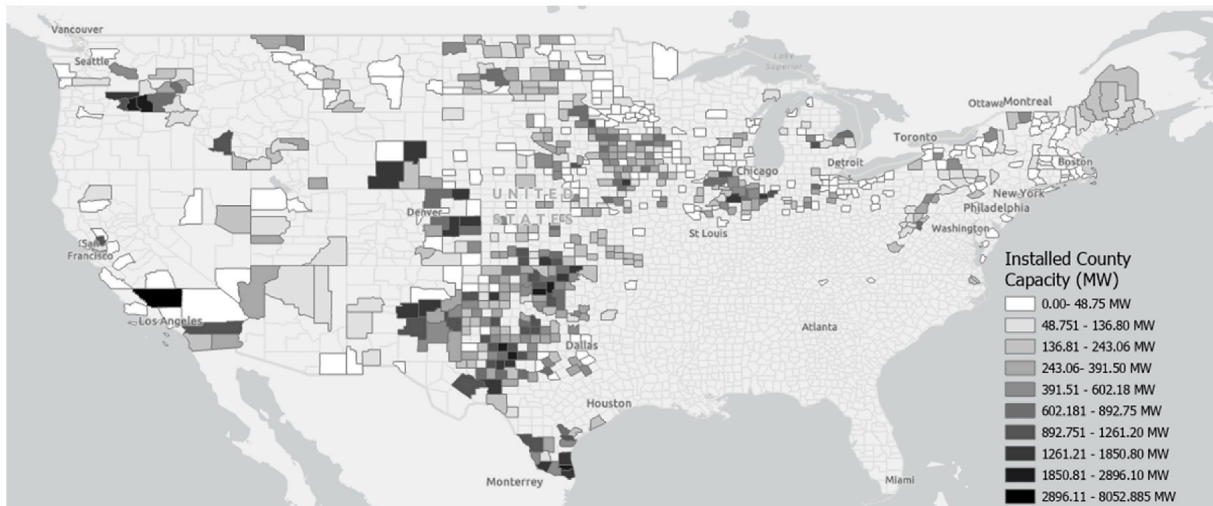 Vancouver
Seattle
Lake
Superior
Ottawa Montreal
Toronto
Boston
Detroit
Chicago
New York
Philadelphia
UNITED
STATES
Denver
St Louis
Washington
(San
Francisco
Los Angeles
Atlanta
Dallas
Houston
Monterrey
Miami
Installed County
Capacity (MW)
0.00- 48.75 MW
48.751 - 136.80 MW
136.81 - 243.06 MW
243.06- 391.50 MW
391.51 - 602.18 MW
602.181 - 892.75 MW
892.751 - 1261.20 MW
1261.21 - 1850.80 MW
1850.81 - 2896.10 MW
2896.11 - 8052.885 MW